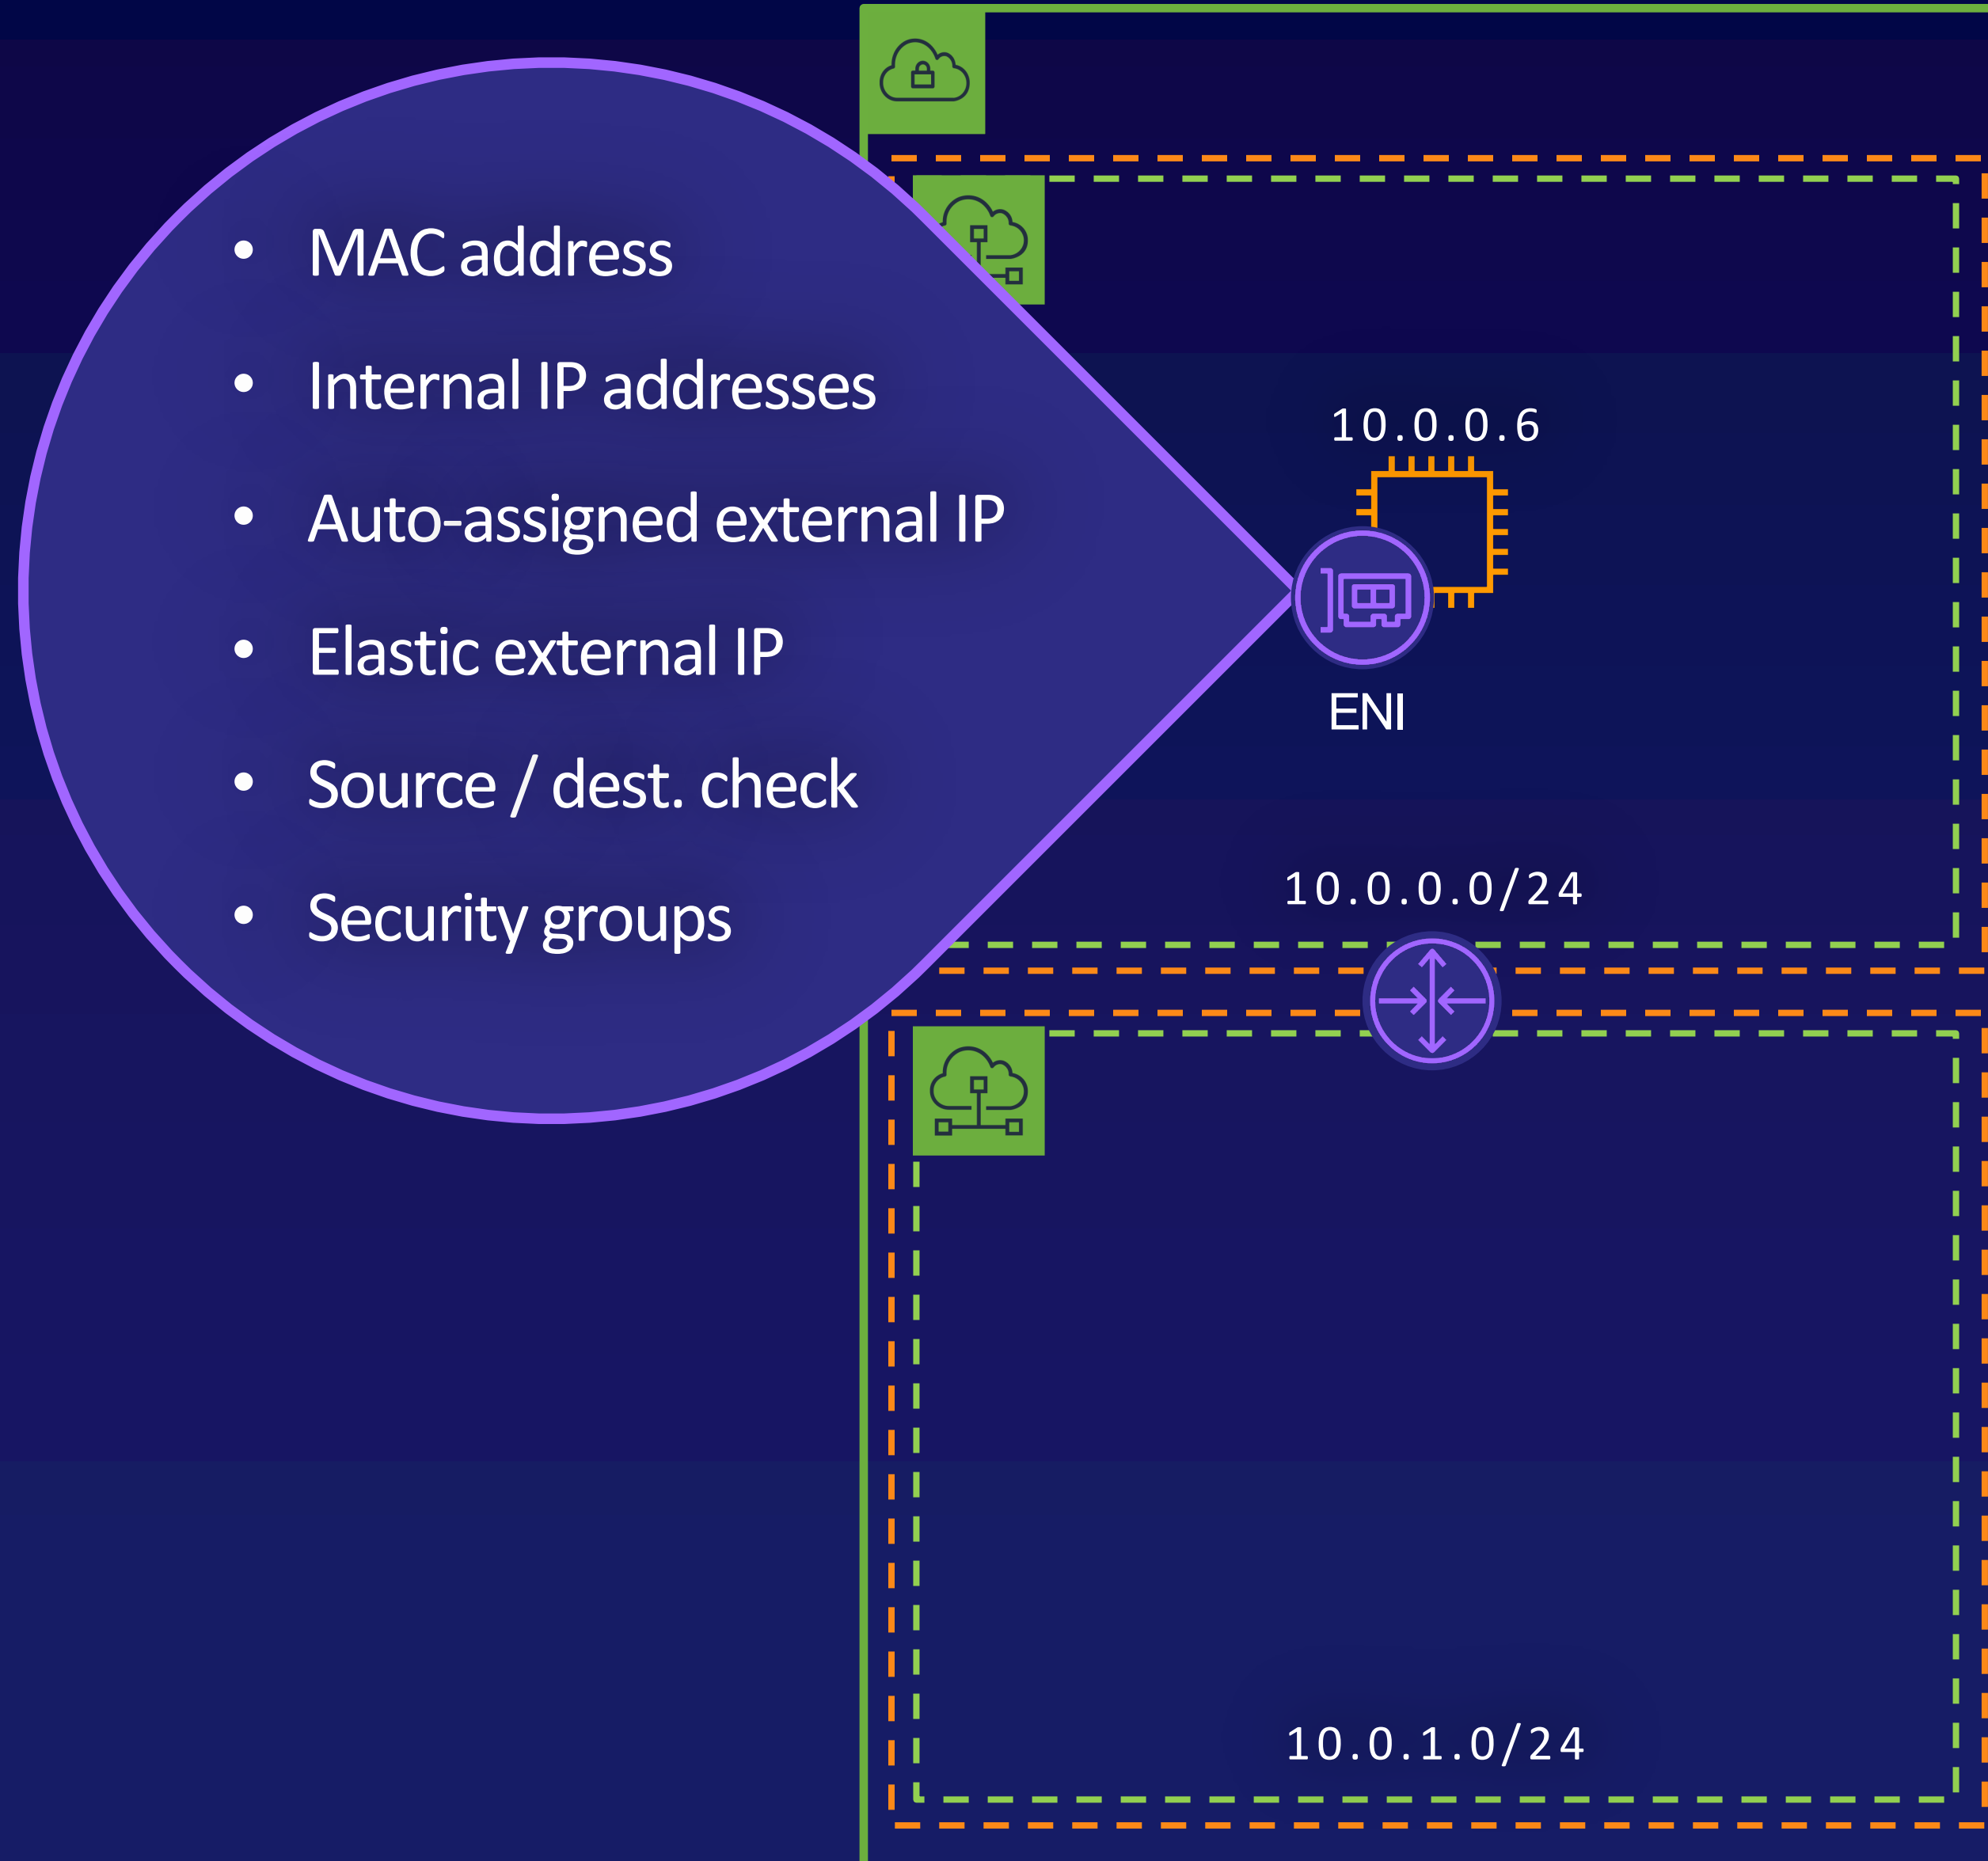 • MAC address
• Internal IP addresses
• Auto-assigned external IP
• Elastic external IP
• Source / dest. check
• Security groups
10.0.0.6
ENI
10.0.0.0/24
10.0.1.0/24